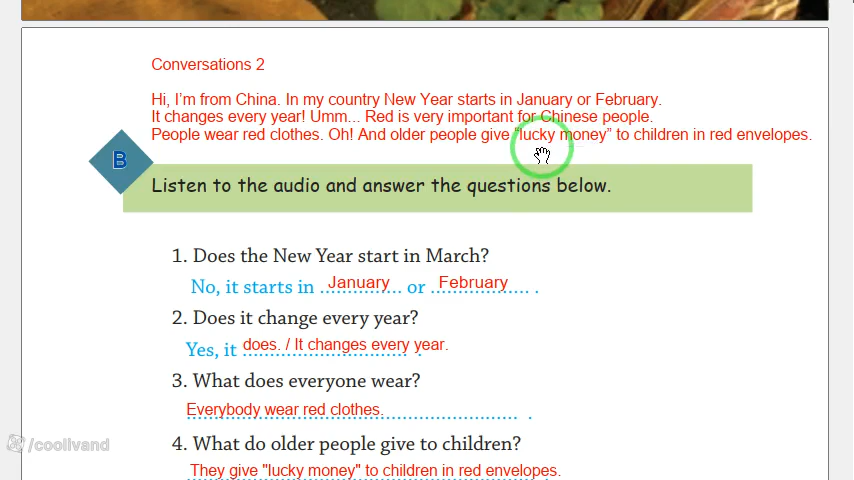 Conversations 2
Hi, I'm from China. In my country New Year starts in January or February.
It changes every year! Umm... Red is very important for Chinese people.
People wear red clothes. Oh! And older people give "lucky money" to children in red envelopes.
B
Listen to the audio and answer the questions below.
1. Does the New Year start in March?
No, it starts in January or February .
2. Does it change every year?
Yes, it does. / It changes every year.
3. What does everyone wear?
Everybody wear red clothes. .
4. What do older people give to children?
They give "lucky money" to children in red envelopes.
/coolivand